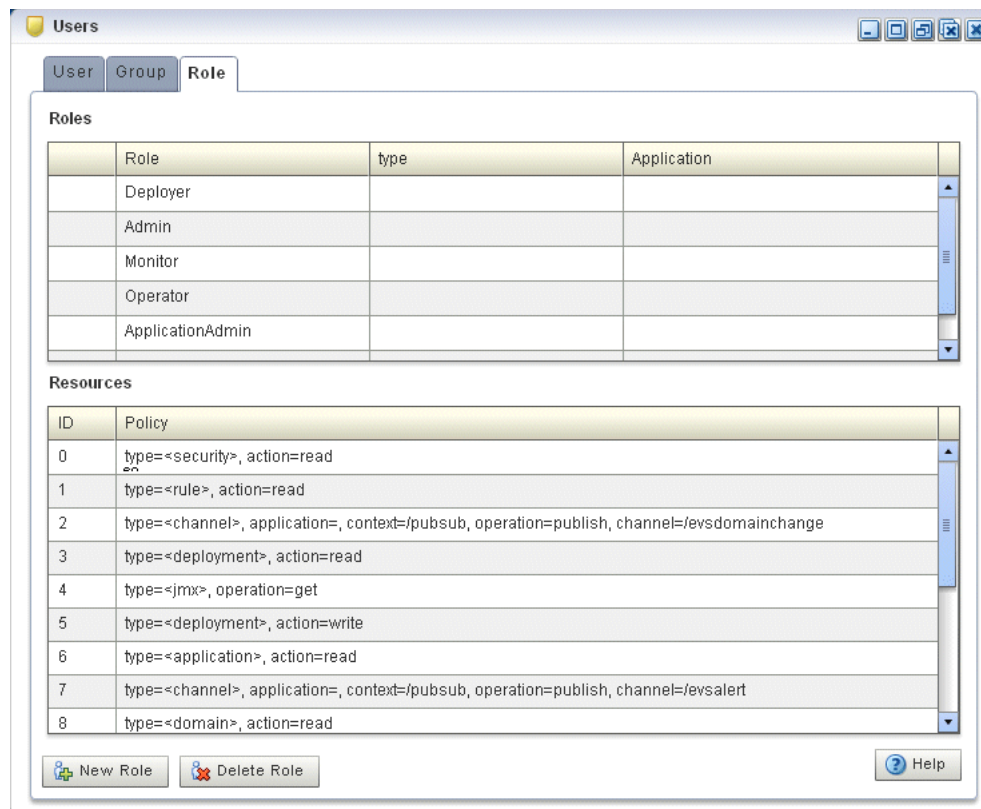 Users
User Group Role
Roles
Role type Application
Deployer
Admin
Monitor
Operator
ApplicationAdmin
Resources
ID Policy
0 type=<security>, action=read
1 type=<rule>, action=read
2 type=<channel>, application=, context=/pubsub, operation=publish, channel=/evsdomainchange
3 type=<deployment>, action=read
4 type=<jmx>, operation=get
5 type=<deployment>, action=write
6 type=<application>, action=read
7 type=<channel>, application=, context=/pubsub, operation=publish, channel=/evsalert
8 type=<domain>, action=read
New Role Delete Role Help